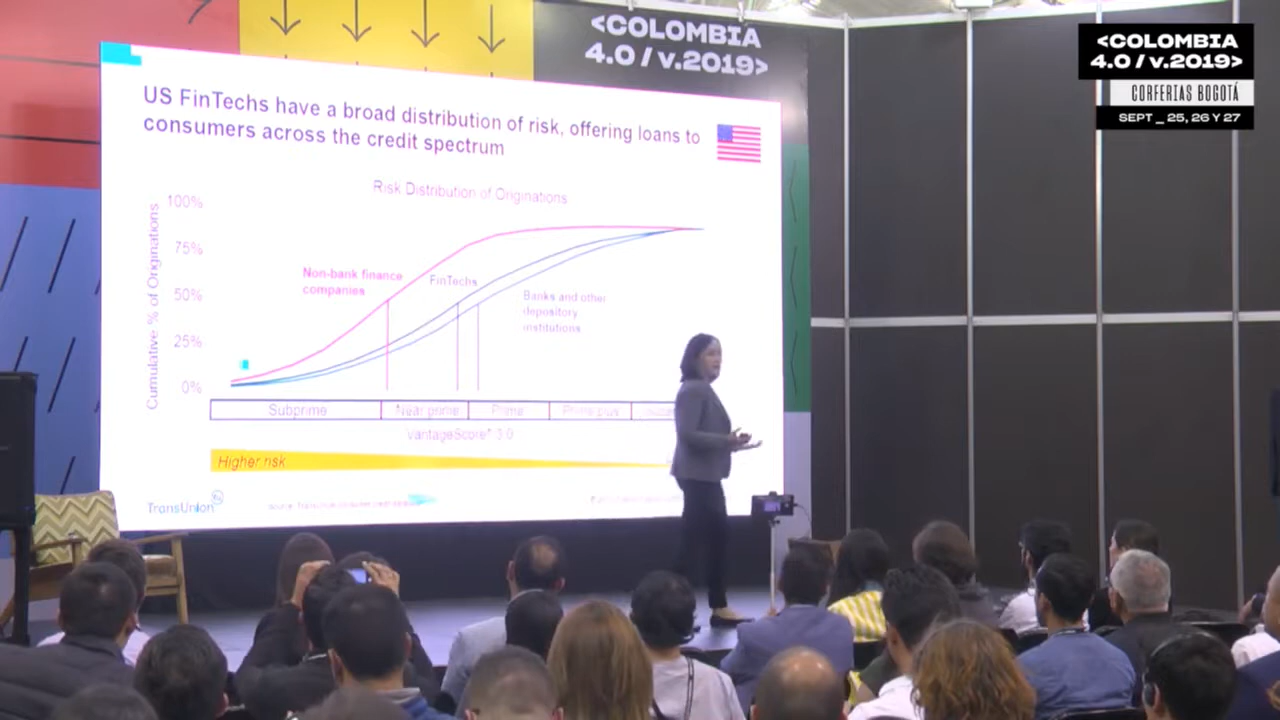 <COLOMBIA
4.0 / v.2019>
<COLOMBIA
4.0 / v.2019>
CORFERIAS BOGOTÁ
SEPT _ 25, 26 Y 27
US FinTechs have a broad distribution of risk, offering loans to
consumers across the credit spectrum
Risk Distribution of Originations
Cumulative % of Originations
100%
75%
50%
25%
0%
Non-bank finance
companies
FinTechs
Banks and other
depository
institutions
Subprime
Near prime
Prime
Prime plus
VantageScore® 3.0
Higher risk
TransUnion